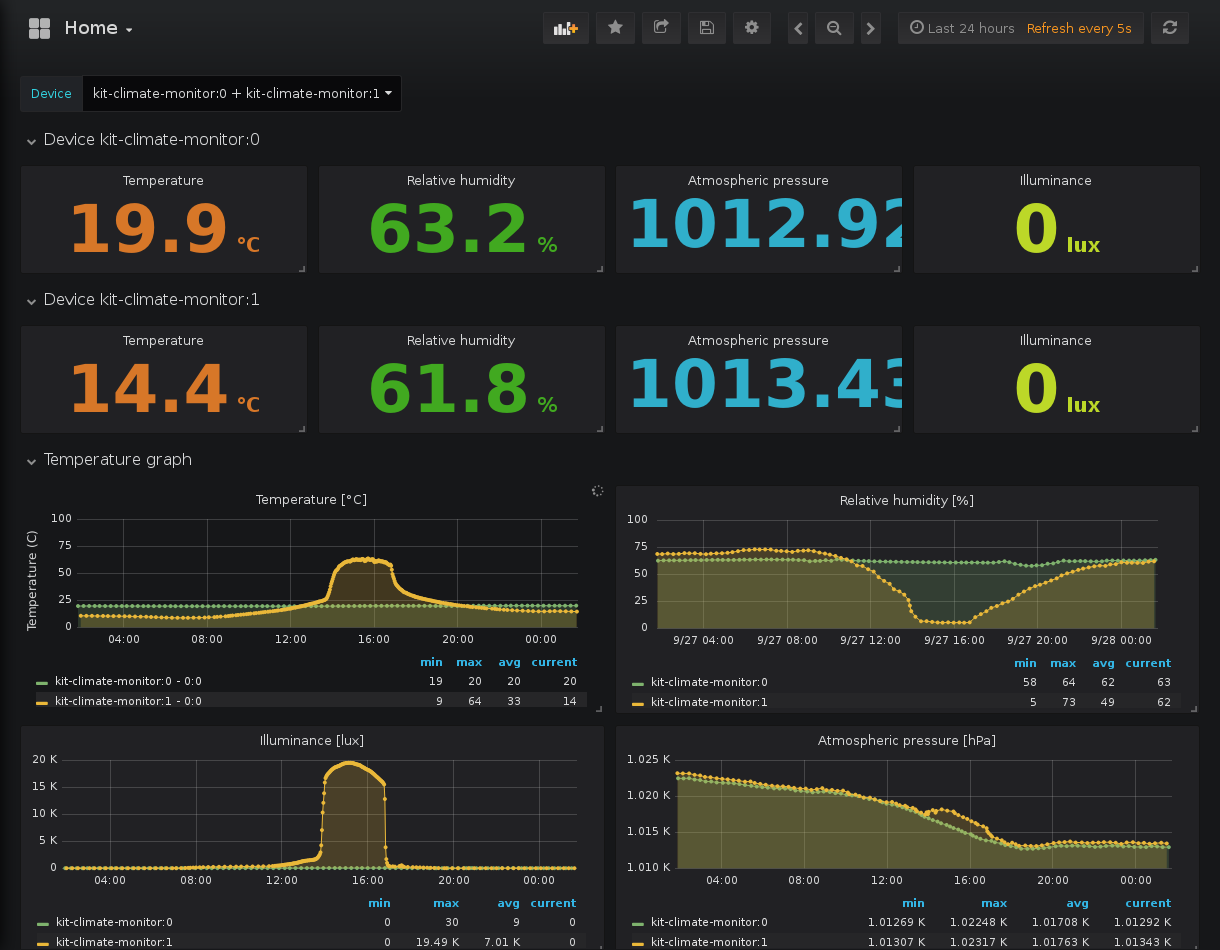 Home
Last 24 hours Refresh every 5s
Device kit-climate-monitor:0 + kit-climate-monitor:1
Device kit-climate-monitor:0
Temperature Relative humidity Atmospheric pressure Illuminance
19.9 °C 63.2 % 1012.92 0 lux
Device kit-climate-monitor:1
Temperature Relative humidity Atmospheric pressure Illuminance
14.4 °C 61.8 % 1013.43 0 lux
Temperature graph
Temperature [°C]
Temperature (C)
100
75
50
25
0
04:00 08:00 12:00 16:00 20:00 00:00
min max avg current
kit-climate-monitor:0 - 0:0 19 20 20 20
kit-climate-monitor:1 - 0:0 9 64 33 14
Relative humidity [%]
100
75
50
25
0
9/27 04:00 9/27 08:00 9/27 12:00 9/27 16:00 9/27 20:00 9/28 00:00
min max avg current
kit-climate-monitor:0 58 64 62 63
kit-climate-monitor:1 5 73 49 62
Illuminance [lux]
20 K
15 K
10 K
5 K
0
04:00 08:00 12:00 16:00 20:00 00:00
min max avg current
kit-climate-monitor:0 0 30 9 0
kit-climate-monitor:1 0 19.49 K 7.01 K 0
Atmospheric pressure [hPa]
1.025 K
1.020 K
1.015 K
1.010 K
04:00 08:00 12:00 16:00 20:00 00:00
min max avg current
kit-climate-monitor:0 1.01269 K 1.02248 K 1.01708 K 1.01292 K
kit-climate-monitor:1 1.01307 K 1.02317 K 1.01763 K 1.01343 K